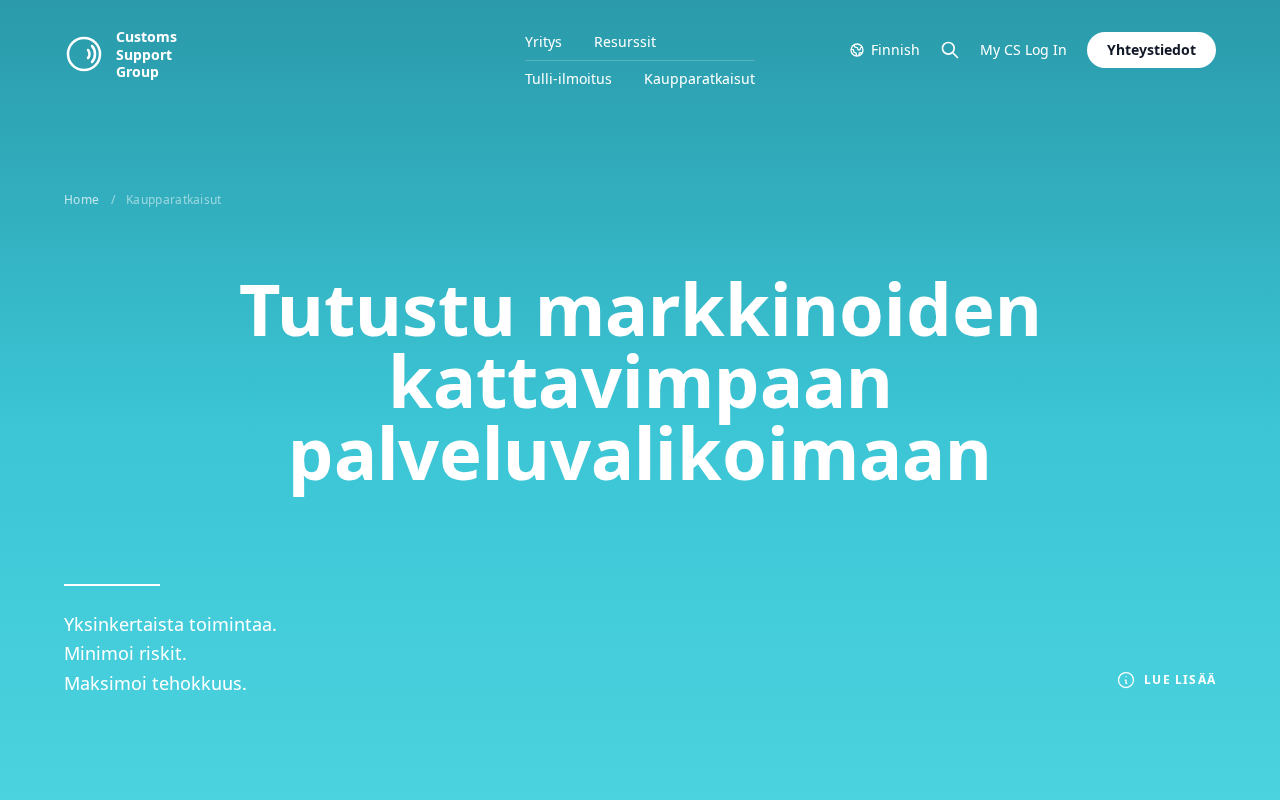 Customs
Support
Group
Yritys Resurssit
Tulli-ilmoitus Kaupparatkaisut
Finnish My CS Log In Yhteystiedot
Home / Kaupparatkaisut
Tutustu markkinoiden
kattavimpaan
palveluvalikoimaan
Yksinkertaista toimintaa.
Minimoi riskit.
Maksimoi tehokkuus.
LUE LISÄÄ